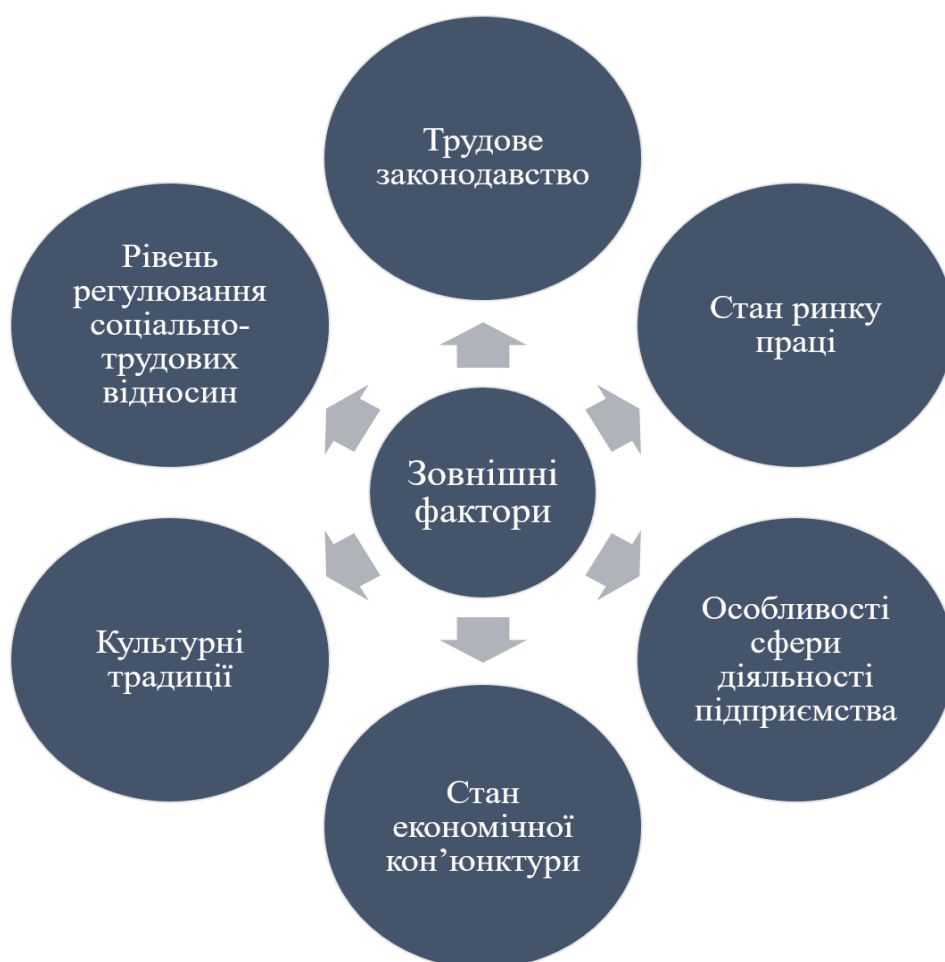 Трудове
законодавство
Стан ринку
праці
Особливості
сфери
діяльності
підприємства
Стан
економічної
кон’юнктури
Культурні
традиції
Рівень
регулювання
соціально-
трудових
відносин
Зовнішні
фактори